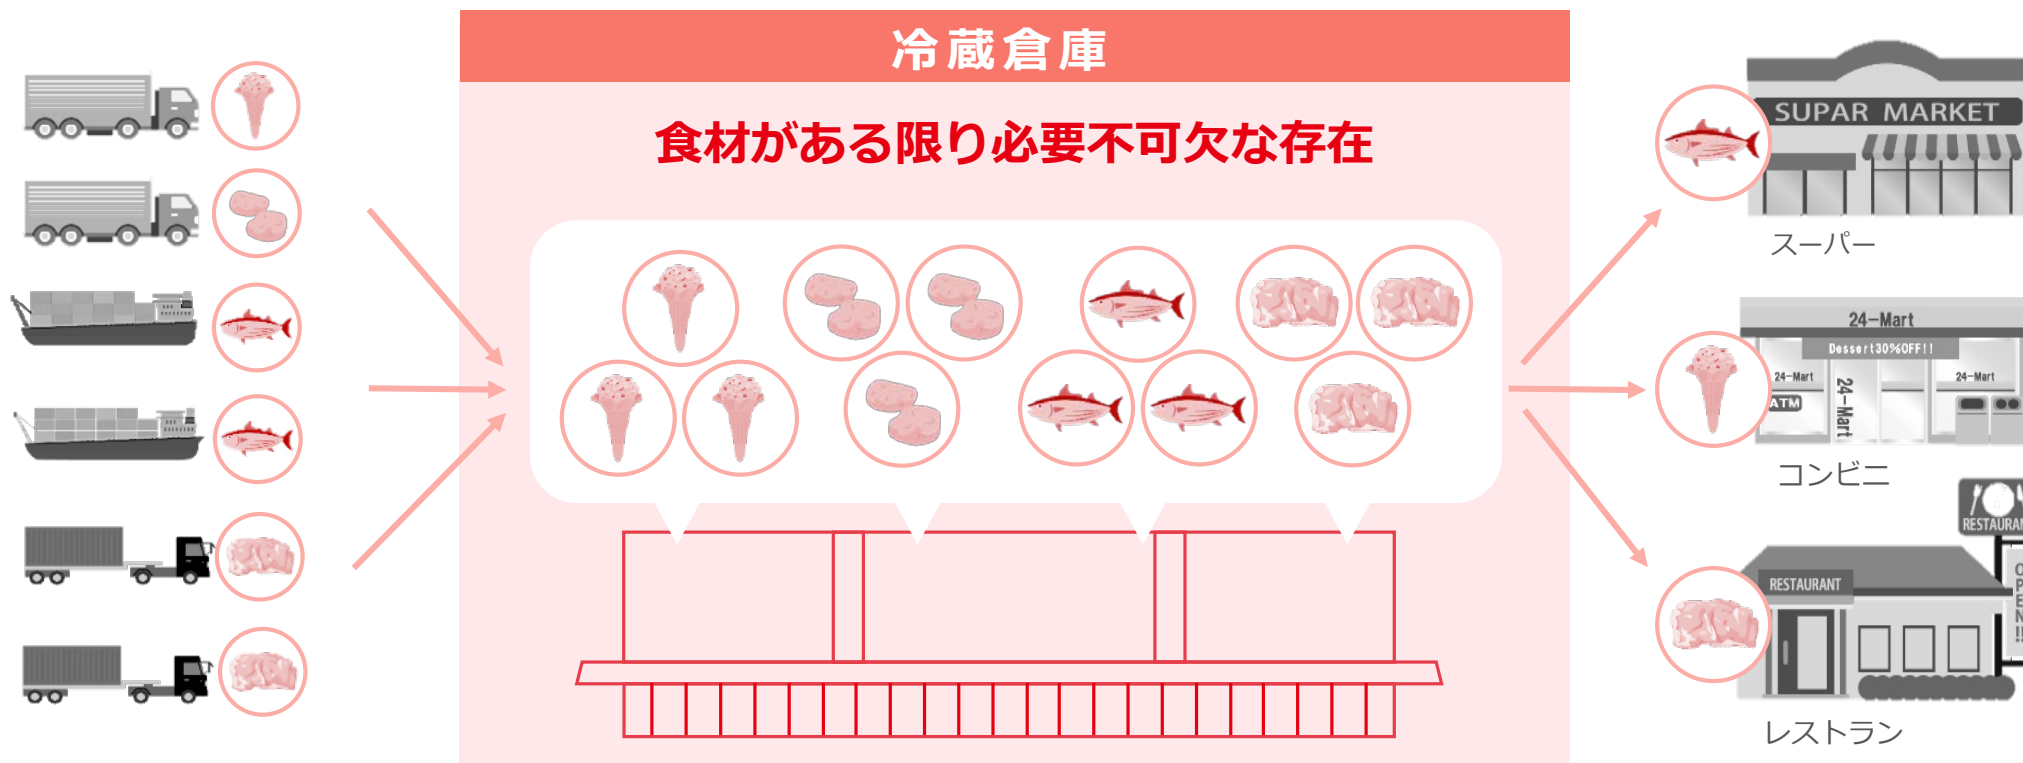 冷蔵倉庫
食材がある限り必要不可欠な存在
SUPAR MARKET
スーパー
24-Mart
Dessert30%OFF!!
24-Mart
24-Mart
ATM
24-Mart
コンビニ
RESTAURAN
RESTAURANT
OPEN!!
レストラン